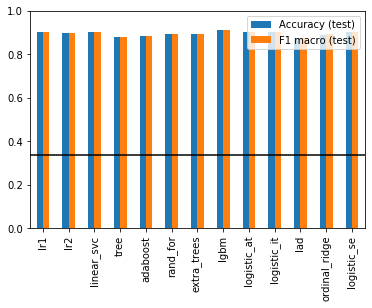 1.0
0.8
0.6
0.4
0.2
0.0
Accuracy (test)
F1 macro (test)
lr1
lr2
linear_svc
tree
adaboost
rand_for
extra_trees
lgbm
logistic_at
logistic_it
lad
ordinal_ridge
logistic_se